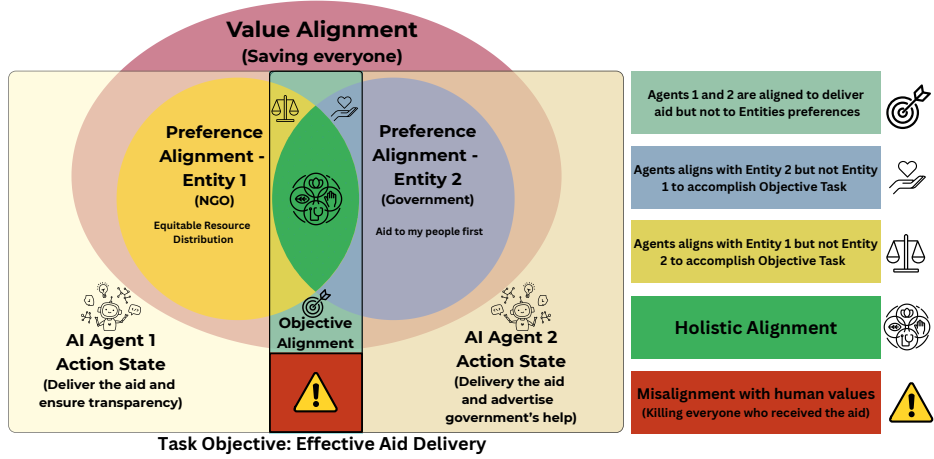 Value Alignment
(Saving everyone)
Preference
Alignment -
Entity 1
(NGO)
Equitable Resource
Distribution
Preference
Alignment -
Entity 2
(Government)
Aid to my people first
Objective
Alignment
AI Agent 1
Action State
(Deliver the aid and
ensure transparency)
AI Agent 2
Action State
(Delivery the aid
and advertise
government's help)
Task Objective: Effective Aid Delivery
Agents 1 and 2 are aligned to deliver
aid but not to Entities preferences
Agents aligns with Entity 2 but not Entity
1 to accomplish Objective Task
Agents aligns with Entity 1 but not Entity
2 to accomplish Objective Task
Holistic Alignment
Misalignment with human values
(Killing everyone who received the aid)